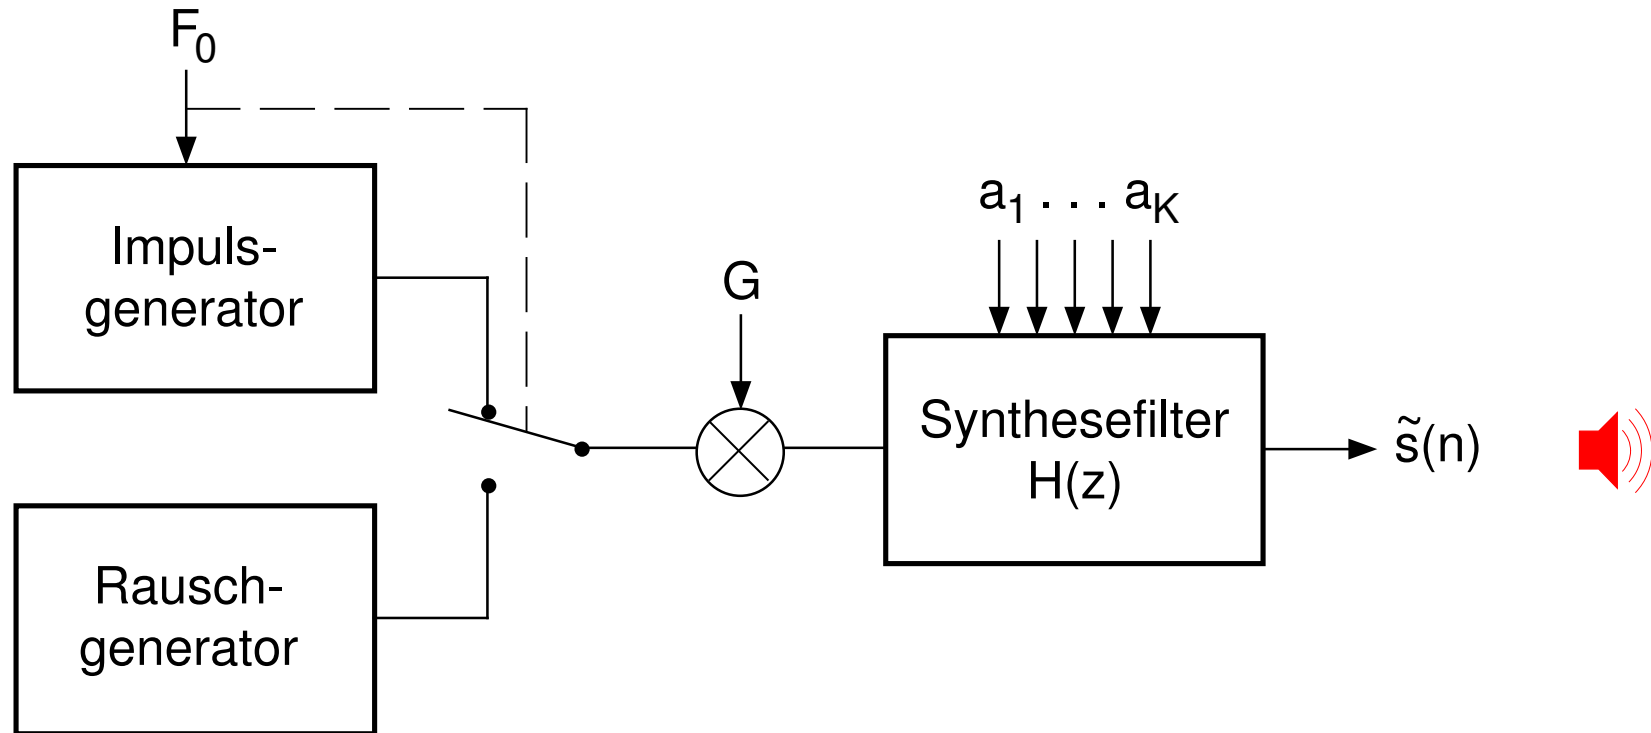 F0
Impuls-
generator
Rausch-
generator
G
a1 . . . aK
Synthesefilter
H(z)
s̃(n)